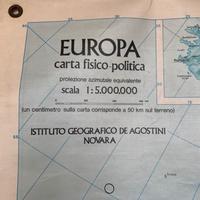 EUROPA
carta fisico-politica
proiezione azimutale equivalente
scala 1:5.000.000
(un centimetro sulla carta corrisponde a 50 km sul terreno)
ISTITUTO GEOGRAFICO DE AGOSTINI
NOVARA